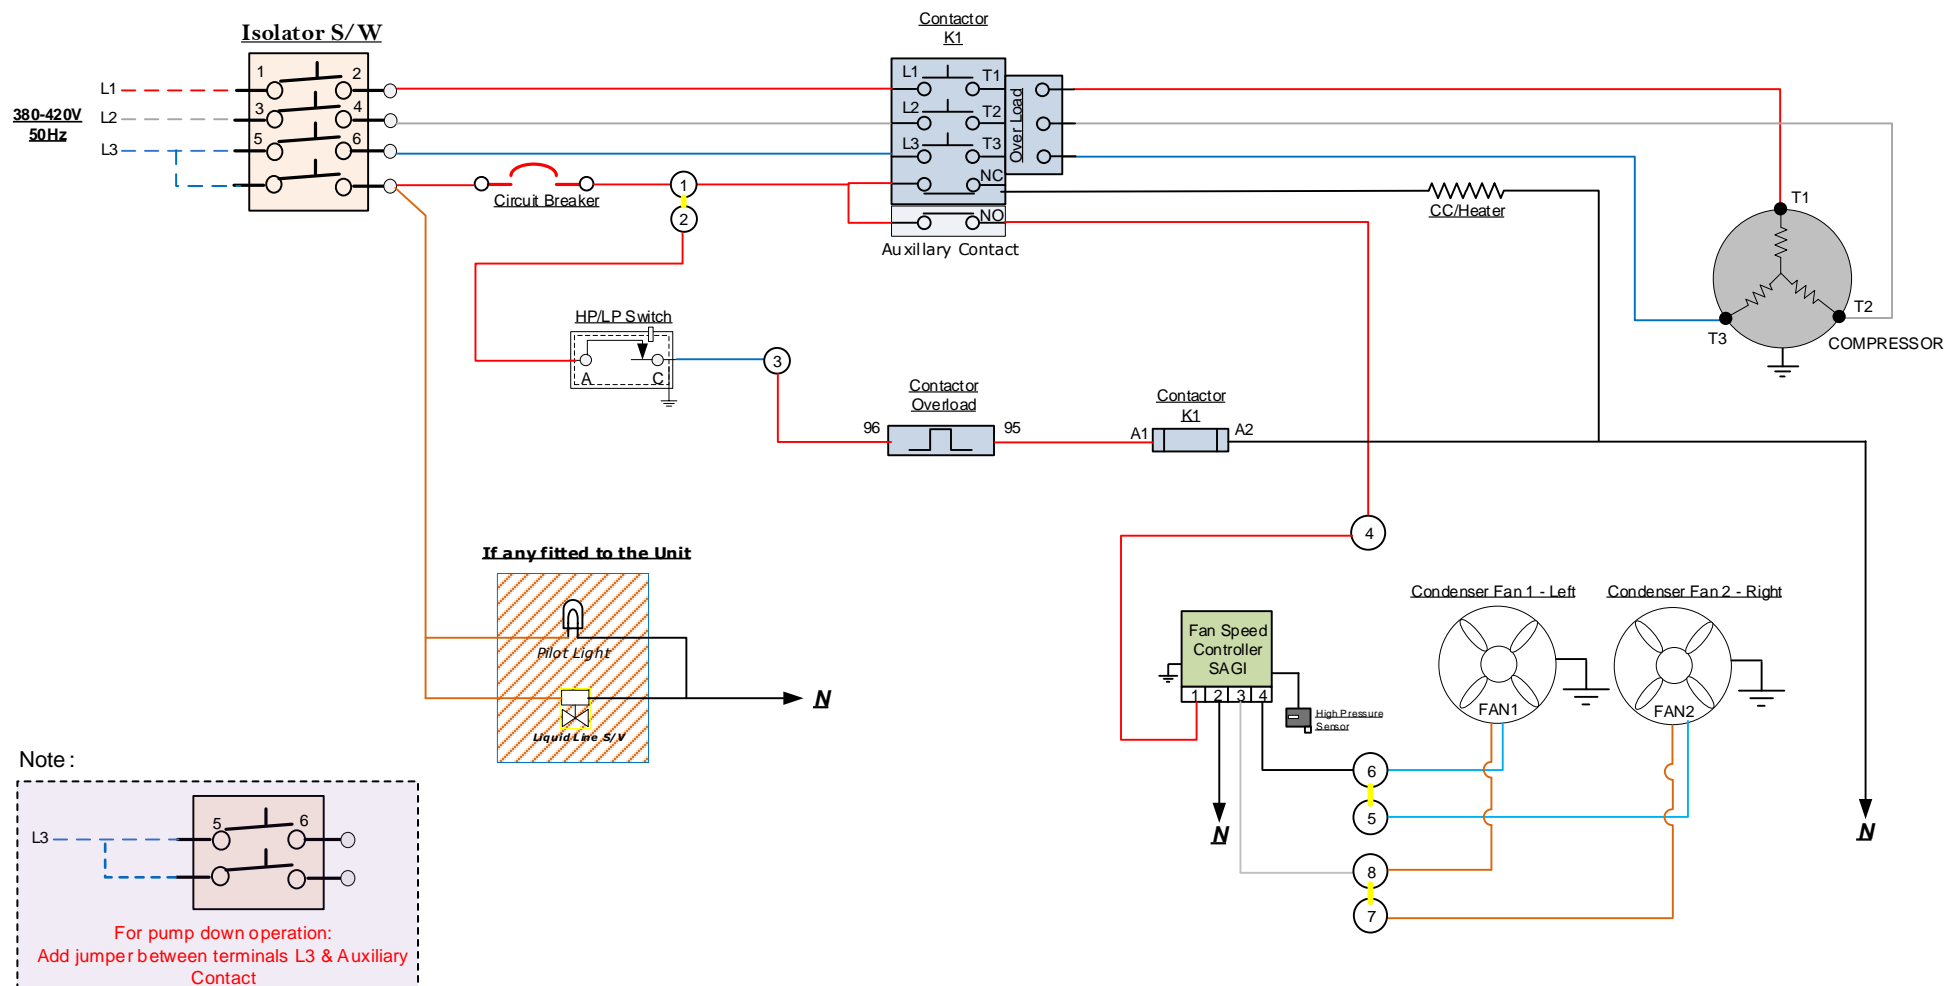 Isolator S/W
Contactor
K1
380-420V
50Hz
L1
L2
L3
1
2
3
4
5
6
L1
T1
L2
T2
L3
T3
NC
NO
Over Load
Auxillary Contact
Circuit Breaker
1
2
CC/Heater
T1
T2
T3
COMPRESSOR
HP/LP Switch
A
C
3
Contactor
Overload
96
95
Contactor
K1
A1
A2
4
If any fitted to the Unit
Pilot Light
Liquid Line S/V
N
Fan Speed
Controller
SAGI
1 2 3 4
High Pressure
Sensor
N
Condenser Fan 1 - Left
FAN1
Condenser Fan 2 - Right
FAN2
6
5
8
7
N
Note :
L3
5
6
For pump down operation:
Add jumper between terminals L3 & Auxiliary
Contact